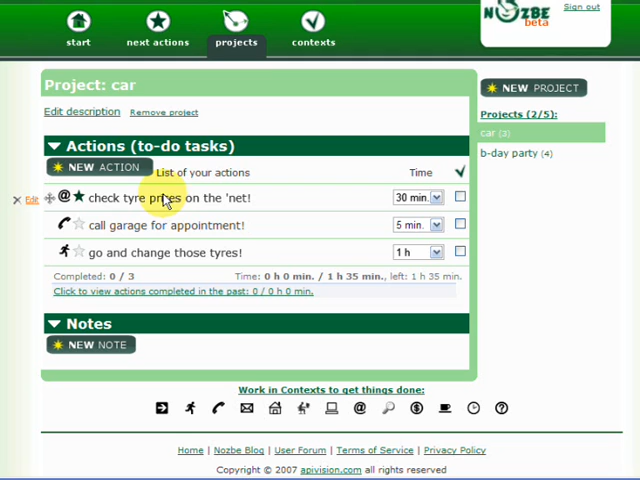 start next actions projects contexts
NOZBE beta
Sign out
Project: car
Edit description Remove project
NEW PROJECT
Projects (2/5):
car (3)
b-day party (4)
Actions (to-do tasks)
NEW ACTION List of your actions Time
Edit @ check tyre prices on the 'net! 30 min.
call garage for appointment! 5 min.
go and change those tyres! 1 h
Completed: 0 / 3 Time: 0 h 0 min. / 1 h 35 min., left: 1 h 35 min.
Click to view actions completed in the past: 0 / 0 h 0 min.
Notes
NEW NOTE
Work in Contexts to get things done:
Home | Nozbe Blog | User Forum | Terms of Service | Privacy Policy
Copyright © 2007 apivision.com all rights reserved